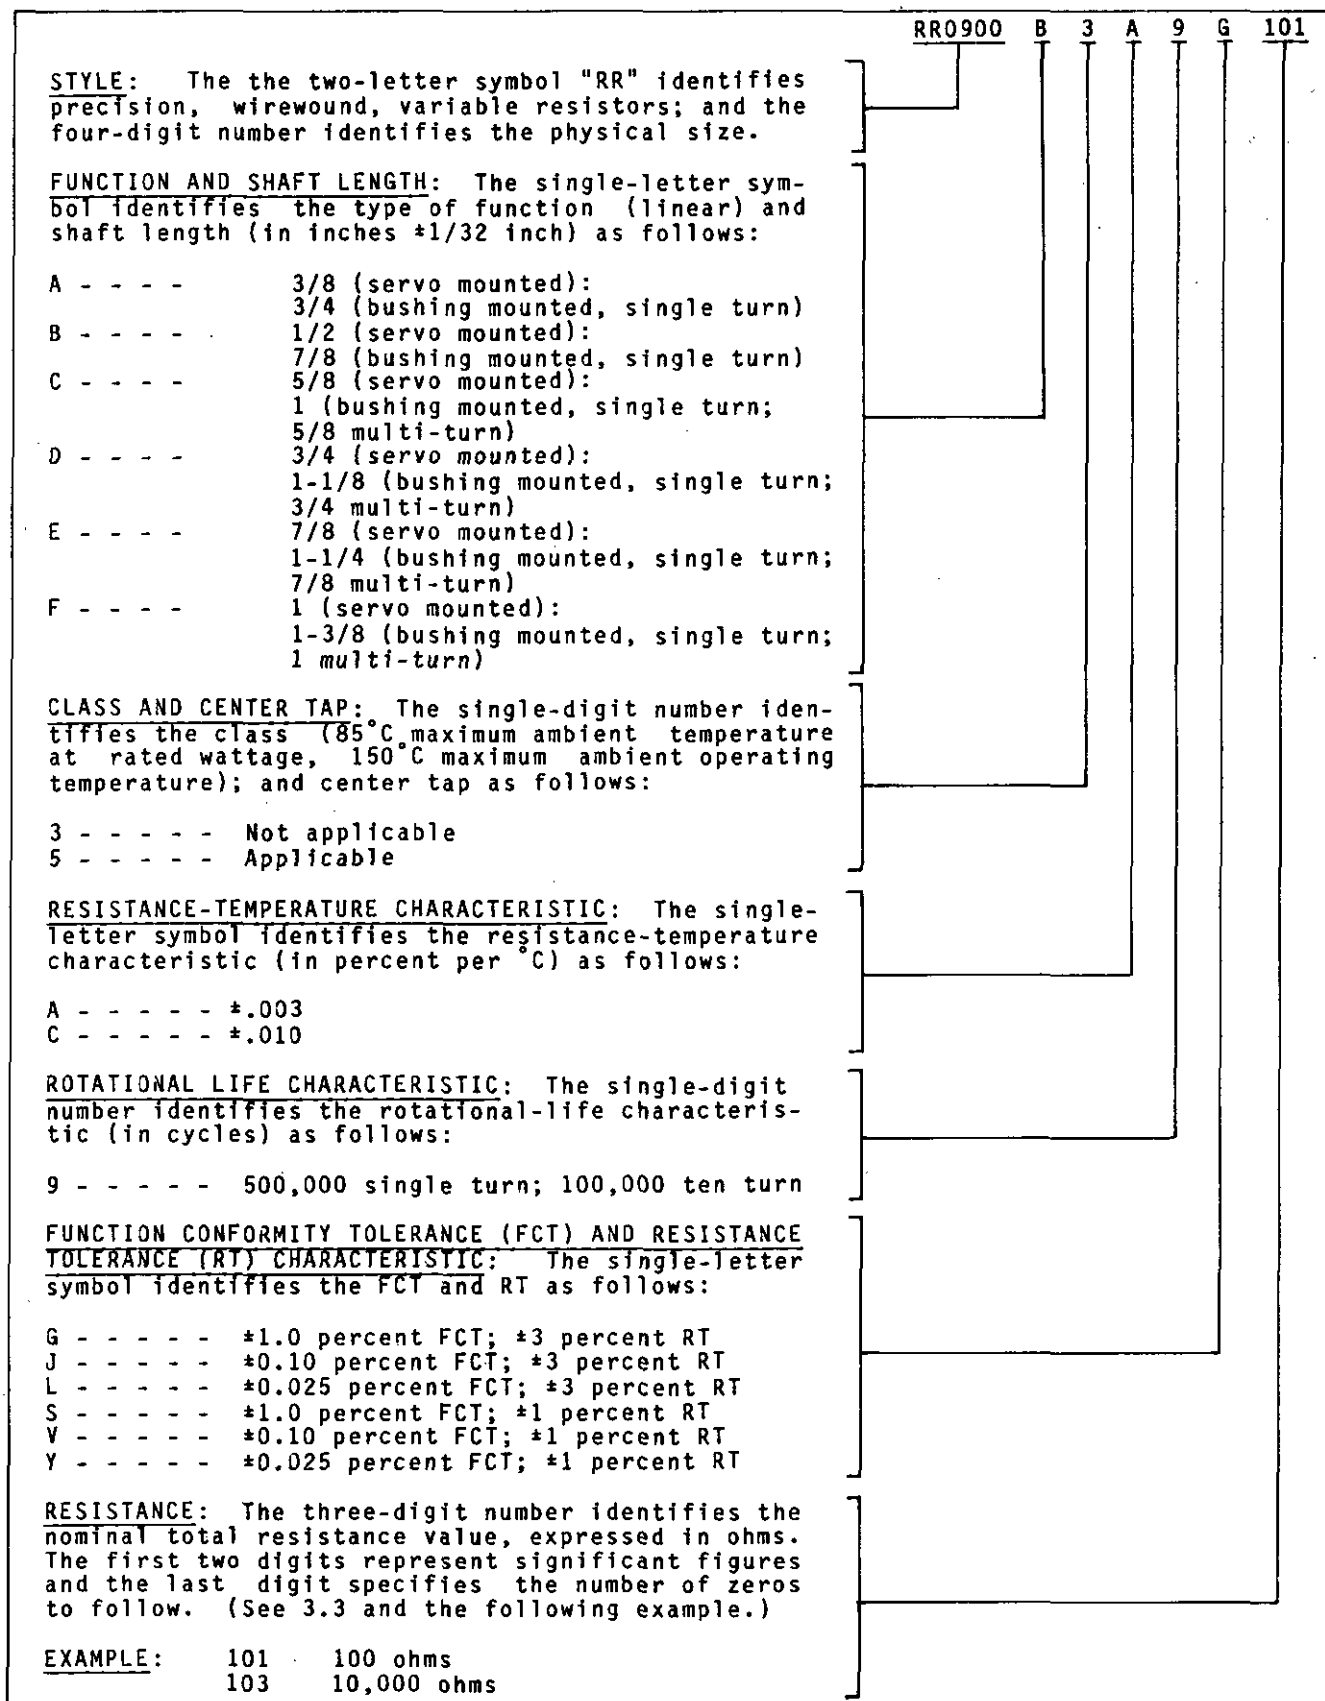 RR0900 B 3 A 9 G 101
STYLE: The the two-letter symbol "RR" identifies
precision, wirewound, variable resistors; and the
four-digit number identifies the physical size.
FUNCTION AND SHAFT LENGTH: The single-letter sym-
bol identifies the type of function (linear) and
shaft length (in inches ±1/32 inch) as follows:
A - - - - 3/8 (servo mounted):
3/4 (bushing mounted, single turn)
B - - - - 1/2 (servo mounted):
7/8 (bushing mounted, single turn)
C - - - - 5/8 (servo mounted):
1 (bushing mounted, single turn;
5/8 multi-turn)
D - - - - 3/4 (servo mounted):
1-1/8 (bushing mounted, single turn;
3/4 multi-turn)
E - - - - 7/8 (servo mounted):
1-1/4 (bushing mounted, single turn;
7/8 multi-turn)
F - - - - 1 (servo mounted):
1-3/8 (bushing mounted, single turn;
1 multi-turn)
CLASS AND CENTER TAP: The single-digit number iden-
tifies the class (85°C maximum ambient temperature
at rated wattage, 150°C maximum ambient operating
temperature); and center tap as follows:
3 - - - - - Not applicable
5 - - - - - Applicable
RESISTANCE-TEMPERATURE CHARACTERISTIC: The single-
letter symbol identifies the resistance-temperature
characteristic (in percent per °C) as follows:
A - - - - - ±.003
C - - - - - ±.010
ROTATIONAL LIFE CHARACTERISTIC: The single-digit
number identifies the rotational-life characteris-
tic (in cycles) as follows:
9 - - - - - 500,000 single turn; 100,000 ten turn
FUNCTION CONFORMITY TOLERANCE (FCT) AND RESISTANCE
TOLERANCE (RT) CHARACTERISTIC: The single-letter
symbol identifies the FCT and RT as follows:
G - - - - - ±1.0 percent FCT; ±3 percent RT
J - - - - - ±0.10 percent FCT; ±3 percent RT
L - - - - - ±0.025 percent FCT; ±3 percent RT
S - - - - - ±1.0 percent FCT; ±1 percent RT
V - - - - - ±0.10 percent FCT; ±1 percent RT
Y - - - - - ±0.025 percent FCT; ±1 percent RT
RESISTANCE: The three-digit number identifies the
nominal total resistance value, expressed in ohms.
The first two digits represent significant figures
and the last digit specifies the number of zeros
to follow. (See 3.3 and the following example.)
EXAMPLE: 101 100 ohms
103 10,000 ohms